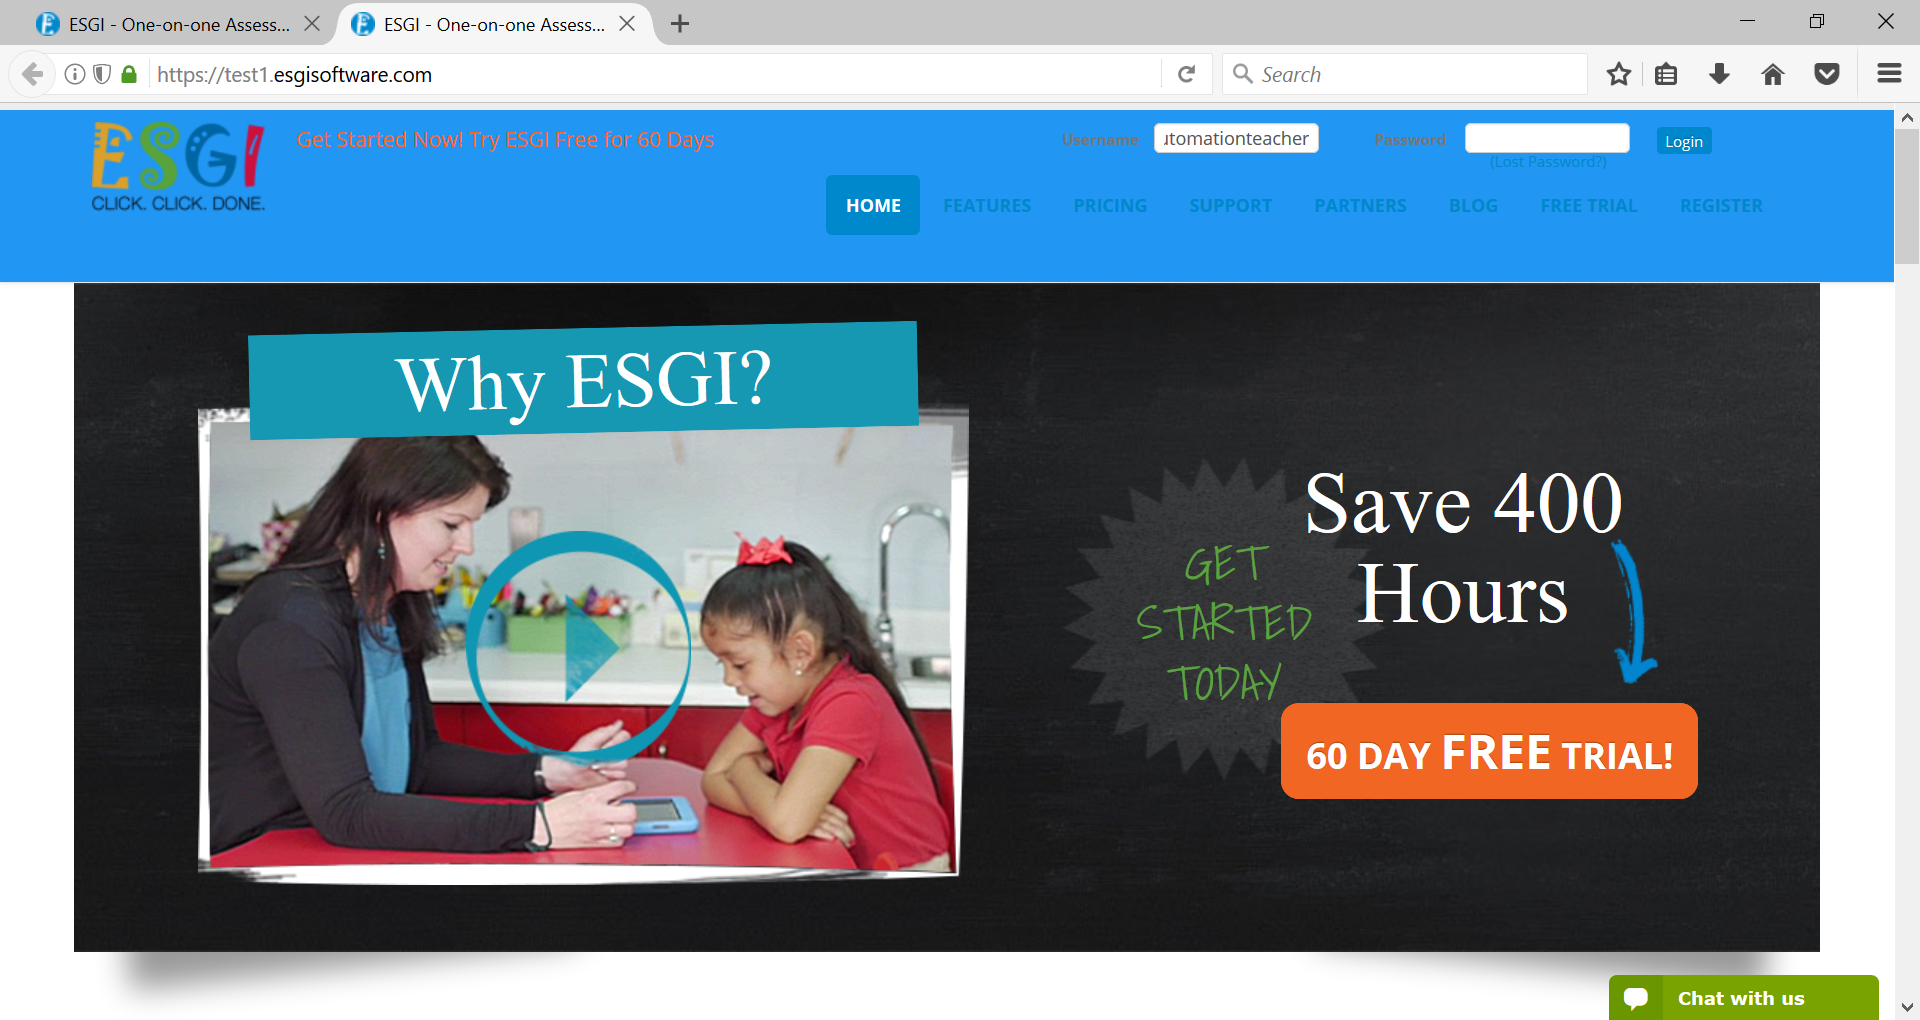 ESGI - One-on-one Assess...
ESGI - One-on-one Assess...
https://test1.esgisoftware.com
Search
ESGI
CLICK. CLICK. DONE.
Get Started Now! Try ESGI Free for 60 Days
Username
utomationteacher
Password
Login
(Lost Password?)
HOME
FEATURES
PRICING
SUPPORT
PARTNERS
BLOG
FREE TRIAL
REGISTER
Why ESGI?
Save 400
Hours
GET
STARTED
TODAY
60 DAY FREE TRIAL!
Chat with us